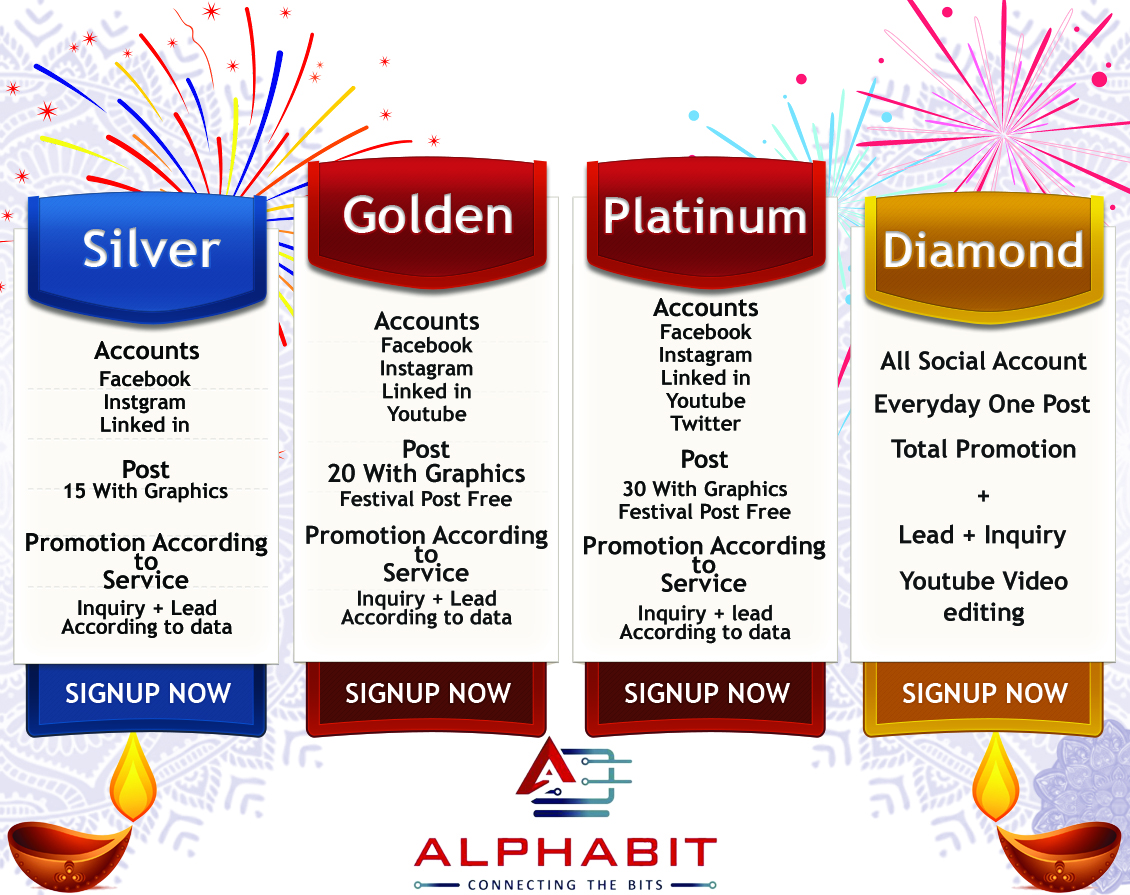 Silver
Accounts
Facebook
Instgram
Linked in
Post
15 With Graphics
Promotion According
to
Service
Inquiry + Lead
According to data
SIGNUP NOW
Golden
Accounts
Facebook
Instagram
Linked in
Youtube
Post
20 With Graphics
Festival Post Free
Promotion According
to
Service
Inquiry + Lead
According to data
SIGNUP NOW
Platinum
Accounts
Facebook
Instagram
Linked in
Youtube
Twitter
Post
30 With Graphics
Festival Post Free
Promotion According
to
Service
Inquiry + lead
According to data
SIGNUP NOW
Diamond
All Social Account
Everyday One Post
Total Promotion
+
Lead + Inquiry
Youtube Video
editing
SIGNUP NOW
ALPHABIT
CONNECTING THE BITS